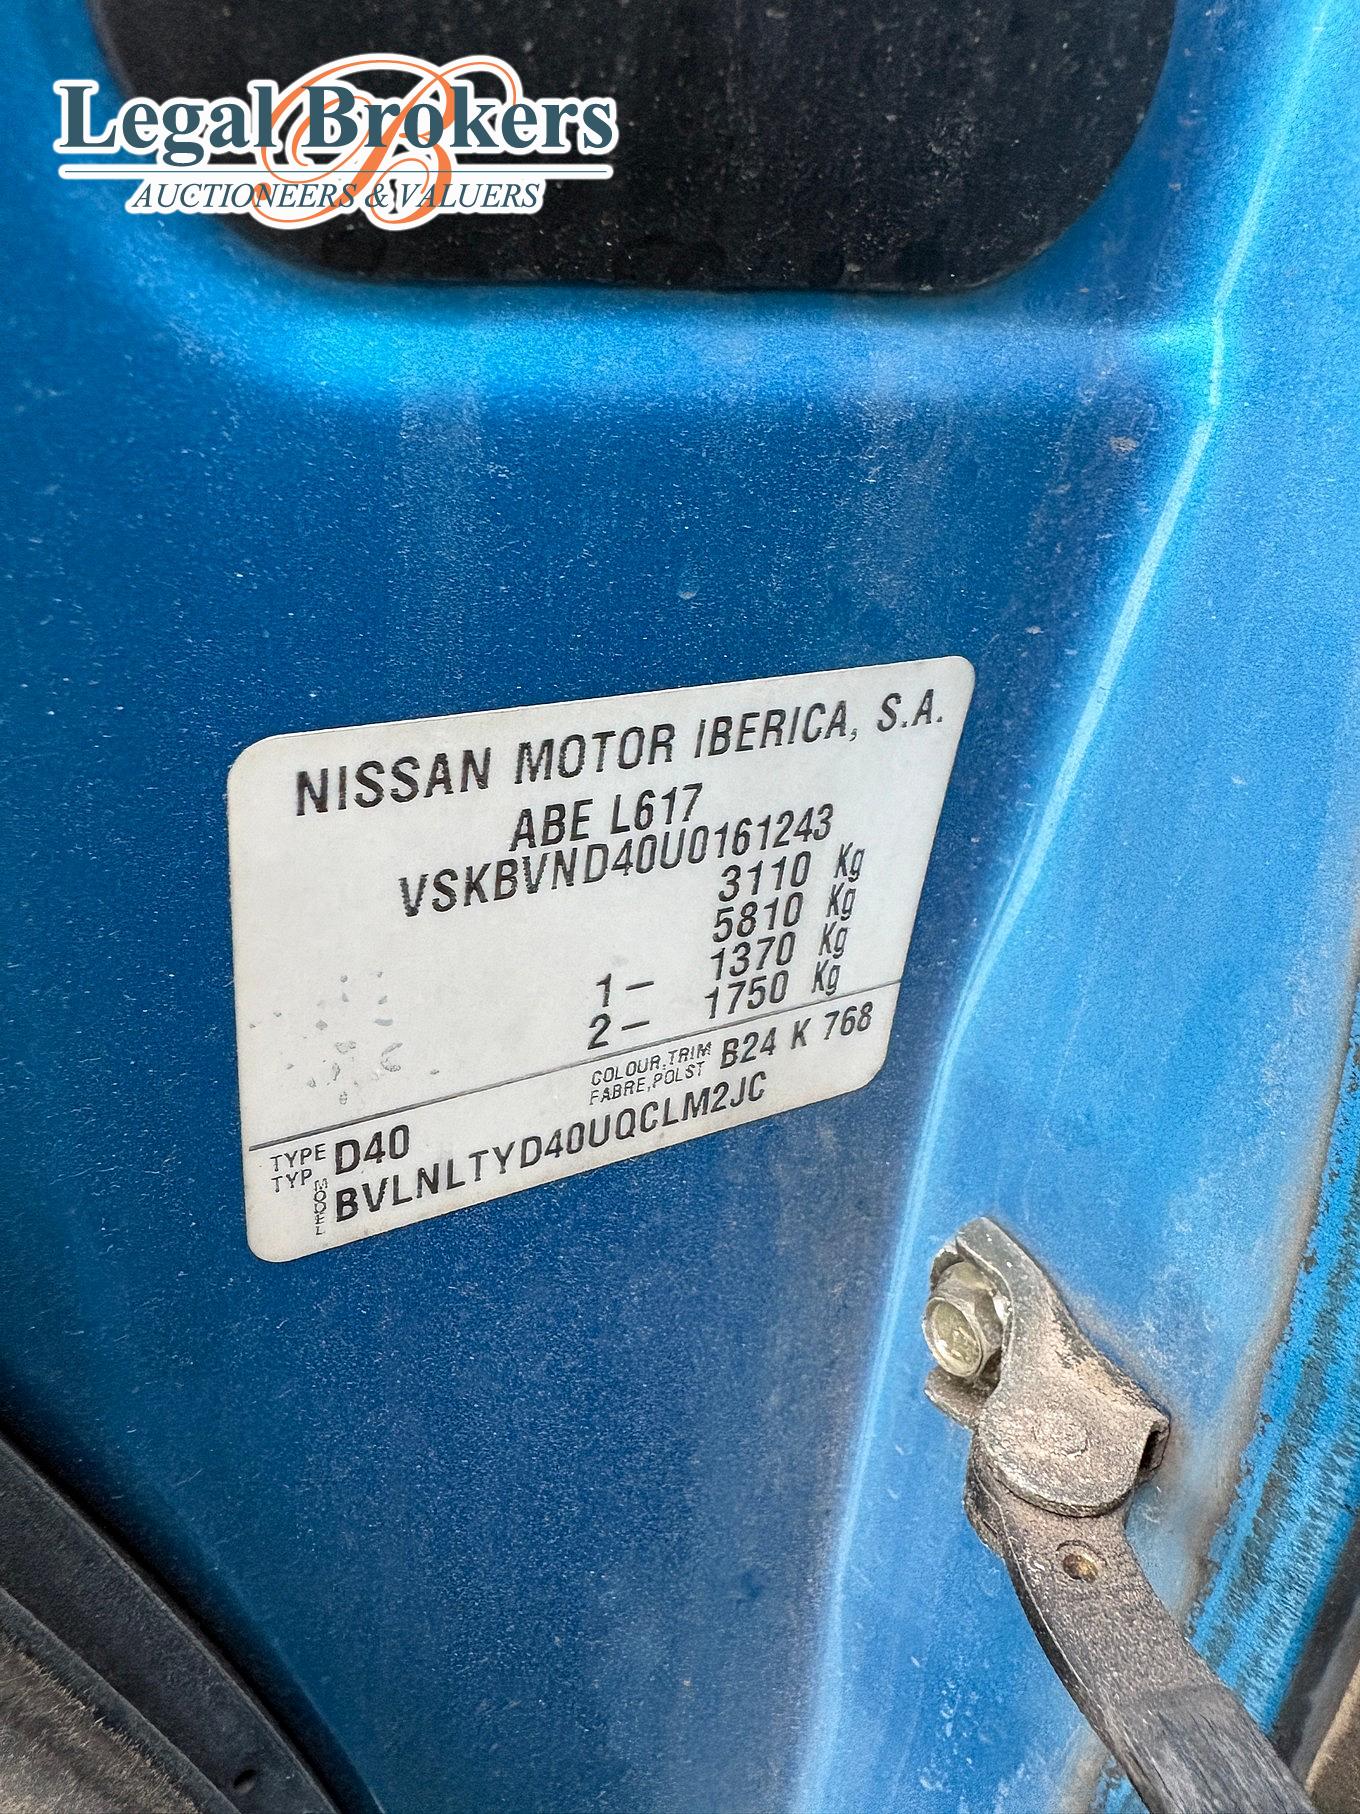 Legal Brokers
AUCTIONEERS & VALUERS
NISSAN MOTOR IBERICA, S.A.
ABE L617
VSKBVND40U0161243
3110 Kg
5810 Kg
1 – 1370 Kg
2 – 1750 Kg
COLOUR,TRIM B24 K 768
FABRE,POLST
TYPE D40
TYP
MODEL BVLNLTYD40UQCLM2JC